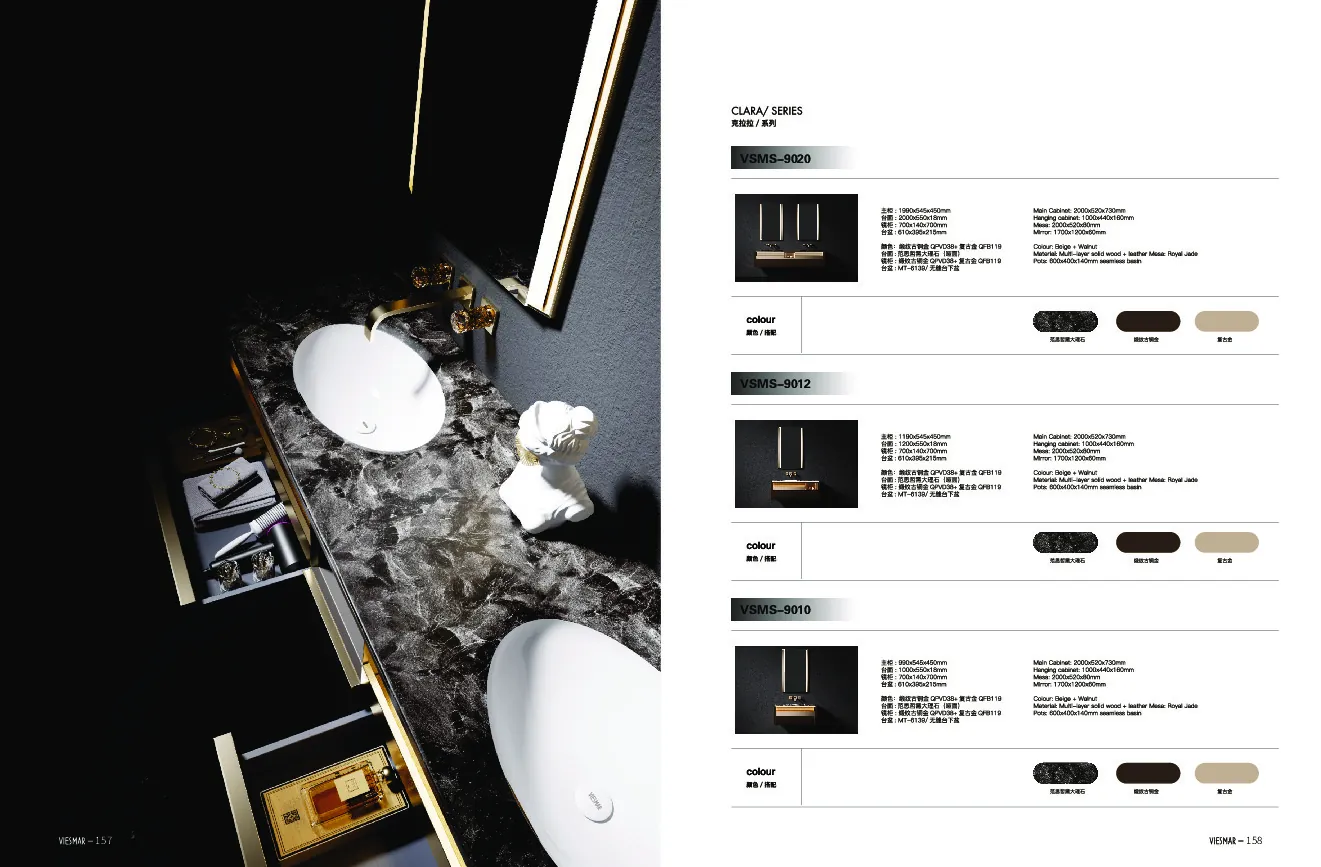 VIESMAR
VIESMAR — 157
CLARA/ SERIES
克拉拉 / 系列
VSMS-9020
主柜 : 1990x545x450mm
台面 : 2000x550x18mm
镜柜 : 700x140x700mm
台盆 : 610x395x215mm
颜色: 蚀纹古铜金 QPVD38+ 复古金 QFB119
台面 : 范思哲黑大理石（哑面）
镜柜 : 蚀纹古铜金 QPVD38+ 复古金 QFB119
台盆 : MT-6139/ 无缝台下盆
Main Cabinet: 2000x520x730mm
Hanging cabinet: 1000x440x160mm
Mesa: 2000x520x80mm
Mirror: 1700x1200x60mm
Colour: Beige + Walnut
Material: Multi-layer solid wood + leather Mesa: Royal Jade
Pots: 600x400x140mm seamless basin
colour
颜色 / 搭配
范思哲黑大理石
蚀纹古铜金
复古金
VSMS-9012
主柜 : 1190x545x450mm
台面 : 1200x550x18mm
镜柜 : 700x140x700mm
台盆 : 610x395x215mm
颜色: 蚀纹古铜金 QPVD38+ 复古金 QFB119
台面 : 范思哲黑大理石（哑面）
镜柜 : 蚀纹古铜金 QPVD38+ 复古金 QFB119
台盆 : MT-6139/ 无缝台下盆
Main Cabinet: 2000x520x730mm
Hanging cabinet: 1000x440x160mm
Mesa: 2000x520x80mm
Mirror: 1700x1200x60mm
Colour: Beige + Walnut
Material: Multi-layer solid wood + leather Mesa: Royal Jade
Pots: 600x400x140mm seamless basin
colour
颜色 / 搭配
范思哲黑大理石
蚀纹古铜金
复古金
VSMS-9010
主柜 : 990x545x450mm
台面 : 1000x550x18mm
镜柜 : 700x140x700mm
台盆 : 610x395x215mm
颜色: 蚀纹古铜金 QPVD38+ 复古金 QFB119
台面 : 范思哲黑大理石（哑面）
镜柜 : 蚀纹古铜金 QPVD38+ 复古金 QFB119
台盆 : MT-6139/ 无缝台下盆
Main Cabinet: 2000x520x730mm
Hanging cabinet: 1000x440x160mm
Mesa: 2000x520x80mm
Mirror: 1700x1200x60mm
Colour: Beige + Walnut
Material: Multi-layer solid wood + leather Mesa: Royal Jade
Pots: 600x400x140mm seamless basin
colour
颜色 / 搭配
范思哲黑大理石
蚀纹古铜金
复古金
VIESMAR — 158